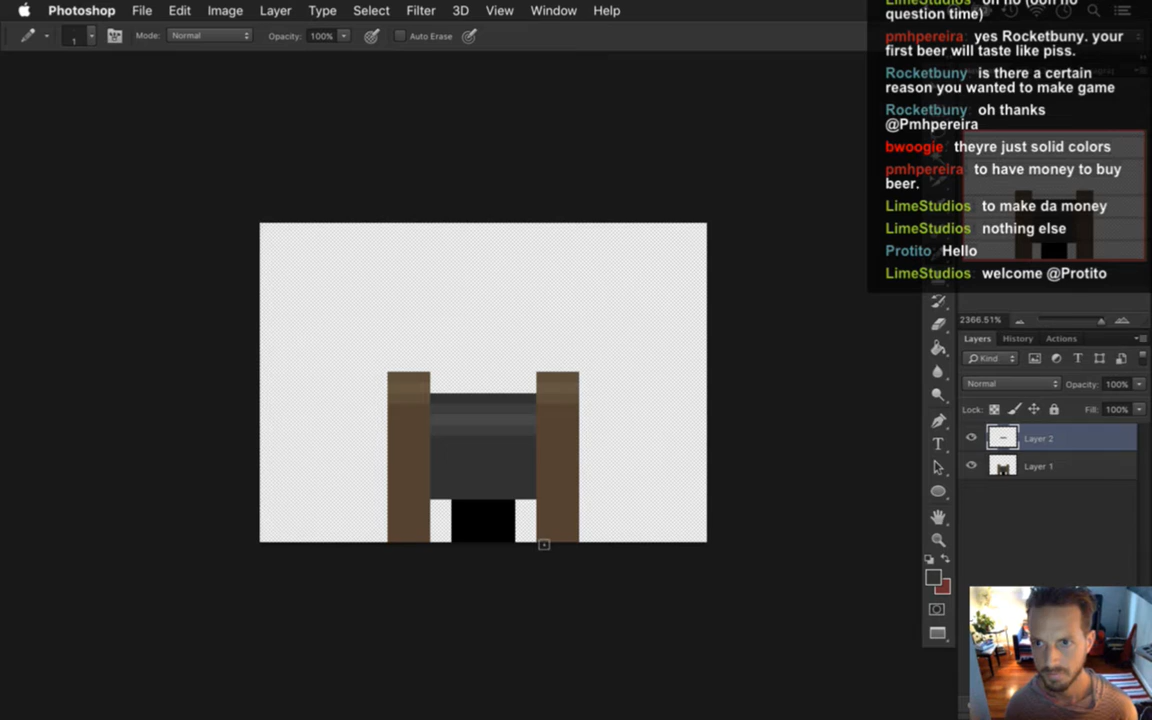 Photoshop File Edit Image Layer Type Select Filter 3D View Window Help
1 Mode: Normal Opacity: 100% Auto Erase
question time)
pmhpereira: yes Rocketbuny. your
first beer will taste like piss.
Rocketbuny is there a certain
reason you wanted to make game
Rocketbuny oh thanks
@Pmhpereira
bwoogie: theyre just solid colors
pmhpereira: to have money to buy
beer.
LimeStudios to make da money
LimeStudios nothing else
Protito: Hello
LimeStudios welcome @Protito
2366.51%
Layers History Actions
Kind
Normal Opacity: 100%
Lock: Fill: 100%
Layer 2
Layer 1